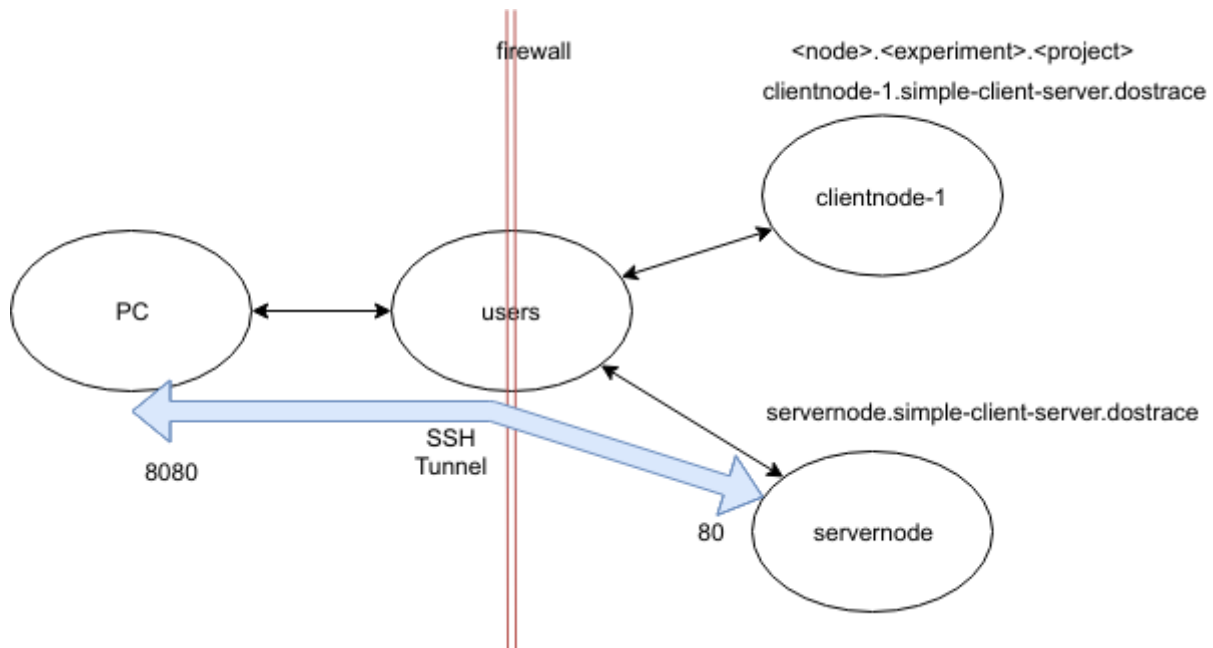 firewall
<node>.<experiment>.<project>
clientnode-1.simple-client-server.dostrace
clientnode-1
PC
users
servernode.simple-client-server.dostrace
SSH
Tunnel
8080
80
servernode